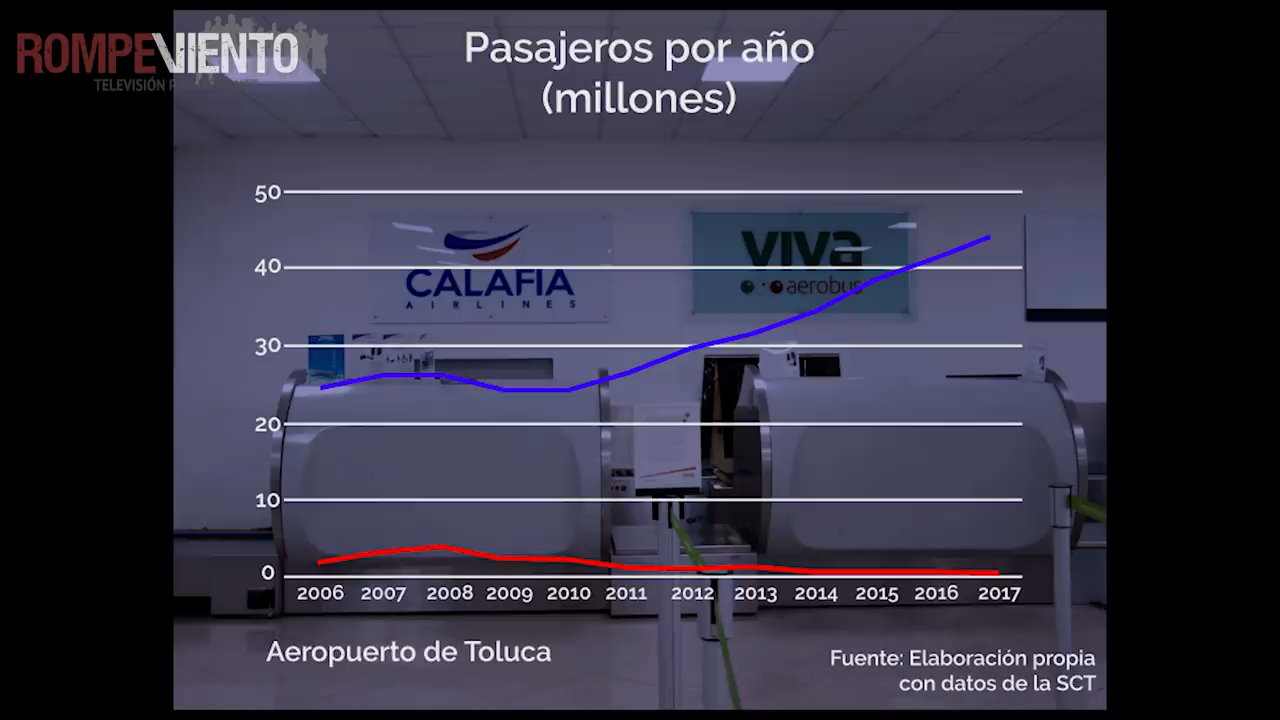 ROMPEVIENTO
TELEVISIÓN P
Pasajeros por año
(millones)
50
40
30
20
10
0
CALAFIA
AIRLINES
viva
aerobus
2006 2007 2008 2009 2010 2011 2012 2013 2014 2015 2016 2017
Aeropuerto de Toluca
Fuente: Elaboración propia
con datos de la SCT